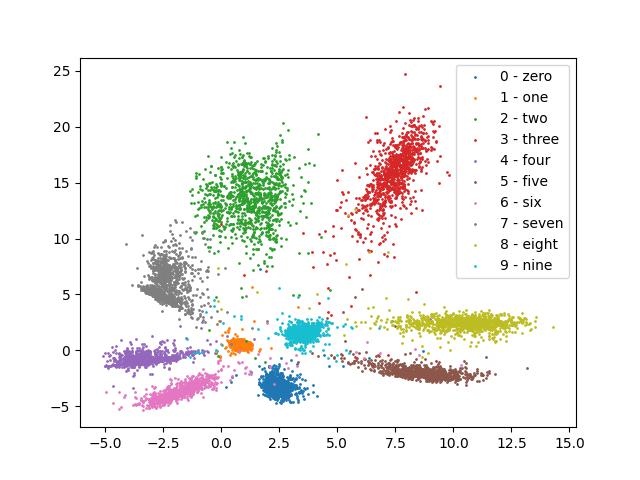 25
20
15
10
5
0
−5
−5.0 −2.5 0.0 2.5 5.0 7.5 10.0 12.5 15.0
0 - zero
1 - one
2 - two
3 - three
4 - four
5 - five
6 - six
7 - seven
8 - eight
9 - nine